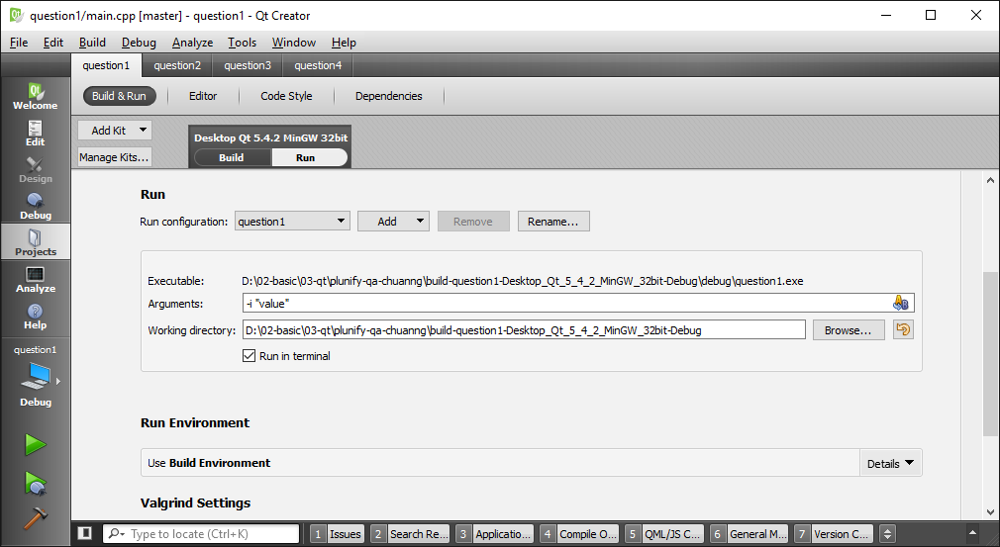 question1/main.cpp [master] - question1 - Qt Creator
File Edit Build Debug Analyze Tools Window Help
question1 question2 question3 question4
Welcome
Edit
Design
Debug
Projects
Analyze
Help
question1
Debug
Build & Run Editor Code Style Dependencies
Add Kit
Manage Kits...
Desktop Qt 5.4.2 MinGW 32bit
Build Run
Run
Run configuration: question1 Add Remove Rename...
Executable: D:\02-basic\03-qt\plunify-qa-chuanng\build-question1-Desktop_Qt_5_4_2_MinGW_32bit-Debug\debug\question1.exe
Arguments: -i "value"
Working directory: D:\02-basic\03-qt\plunify-qa-chuanng\build-question1-Desktop_Qt_5_4_2_MinGW_32bit-Debug Browse...
Run in terminal
Run Environment
Use Build Environment Details
Valgrind Settings
Type to locate (Ctrl+K) 1 Issues 2 Search Re... 3 Applicatio... 4 Compile O... 5 QML/JS C... 6 General M... 7 Version C...